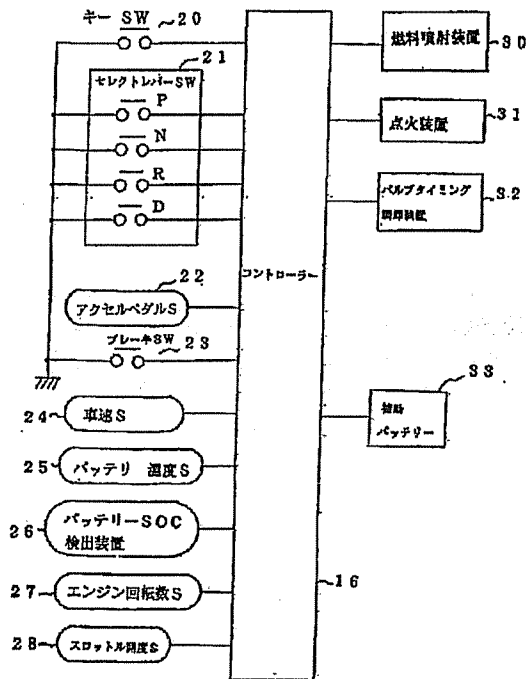 キー SW 20
21
セレクトレバーSW
P
N
R
D
22
アクセルペダルS
ブレーキSW 23
24 車速S
25 バッテリ 温度S
26 バッテリーSOC
検出装置
27 エンジン回転数S
28 スロットル開度S
コントローラー
16
燃料噴射装置 30
点火装置 31
バルブタイミング
調節装置 32
33
補助
バッテリー